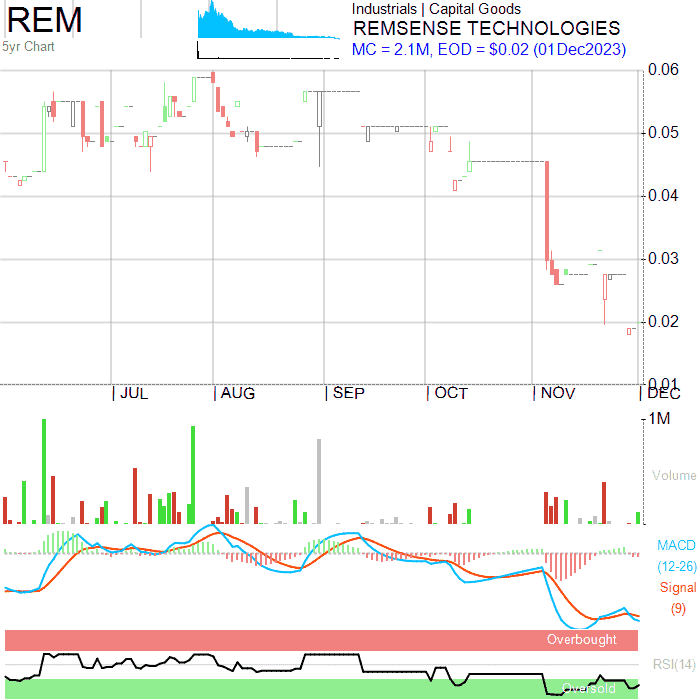 REM
5yr Chart
Industrials | Capital Goods
REMSENSE TECHNOLOGIES
MC = 2.1M, EOD = $0.02 (01Dec2023)
0.06
0.05
0.04
0.03
0.02
0.01
| JUL | AUG | SEP | OCT | NOV | DEC
1M
Volume
MACD
(12-26)
Signal
(9)
Overbought
RSI(14)
Oversold